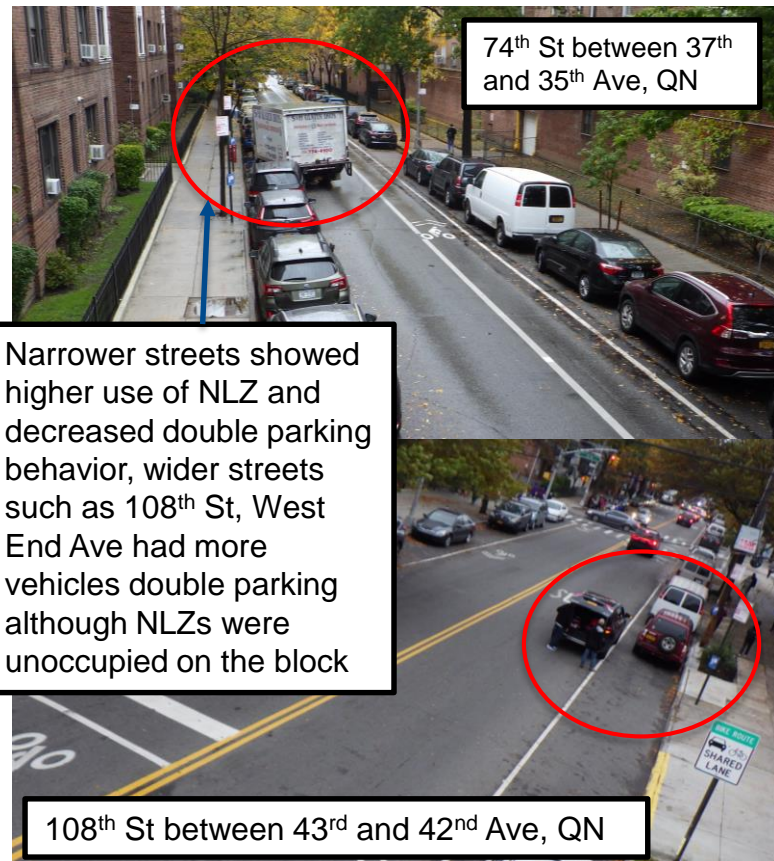 74th St between 37th
and 35th Ave, QN
Narrower streets showed
higher use of NLZ and
decreased double parking
behavior, wider streets
such as 108th St, West
End Ave had more
vehicles double parking
although NLZs were
unoccupied on the block
BIKE ROUTE
SHARED
LANE
108th St between 43rd and 42nd Ave, QN